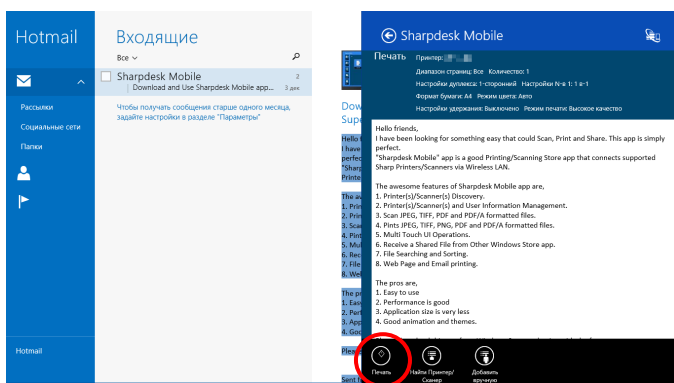 Hotmail
Входящие
Все
Sharpdesk Mobile
2
Download and Use Sharpdesk Mobile app...
3 дек
Чтобы получать сообщения старше одного месяца,
задайте настройки в разделе "Параметры"
Рассылки
Социальные сети
Папки
Hotmail
Sharpdesk Mobile
Печать
Принтер:
Диапазон страниц: Все Количество: 1
Настройки дуплекса: 1-сторонний Настройки N-в 1: 1 в-1
Формат бумаги: A4 Режим цвета: Авто
Настройки удержания: Выключено Режим печати: Высокое качество
Hello friends,
I have been looking for something easy that could Scan, Print and Share. This app is simply
perfect.
"Sharpdesk Mobile" app is a good Printing/Scanning Store app that connects supported
Sharp Printers/Scanners via Wireless LAN.
The awesome features of Sharpdesk Mobile app are,
1. Printer(s)/Scanner(s) Discovery.
2. Printer(s)/Scanner(s) and User Information Management.
3. Scan JPEG, TIFF, PDF and PDF/A formatted files.
4. Pints JPEG, TIFF, PNG, PDF and PDF/A formatted files.
5. Multi Touch UI Operations.
6. Receive a Shared File from Other Windows Store app.
7. File Searching and Sorting.
8. Web Page and Email printing.
The pros are,
1. Easy to use
2. Performance is good
3. Application size is very less
4. Good animation and themes.
Печать
Найти Принтер/
Сканер
Добавить
вручную